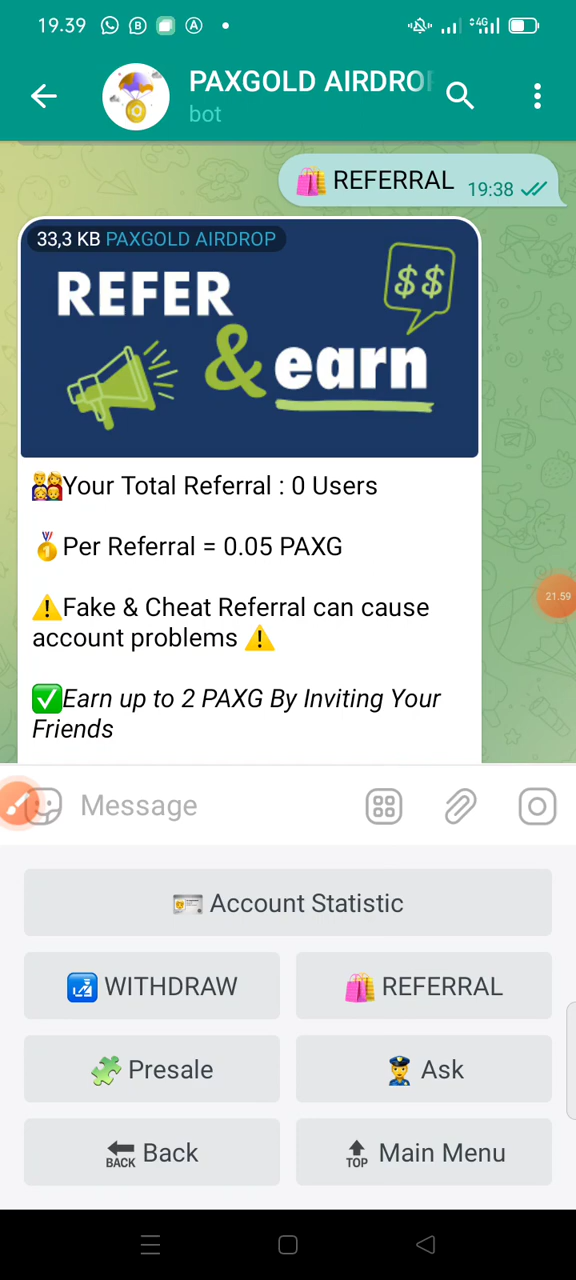 19.39
PAXGOLD AIRDROP
bot
REFERRAL 19:38
33,3 KB PAXGOLD AIRDROP
REFER
$$
& earn
Your Total Referral : 0 Users
Per Referral = 0.05 PAXG
Fake & Cheat Referral can cause
account problems
Earn up to 2 PAXG By Inviting Your
Friends
21.59
Message
Account Statistic
WITHDRAW
REFERRAL
Presale
Ask
BACK Back
TOP Main Menu